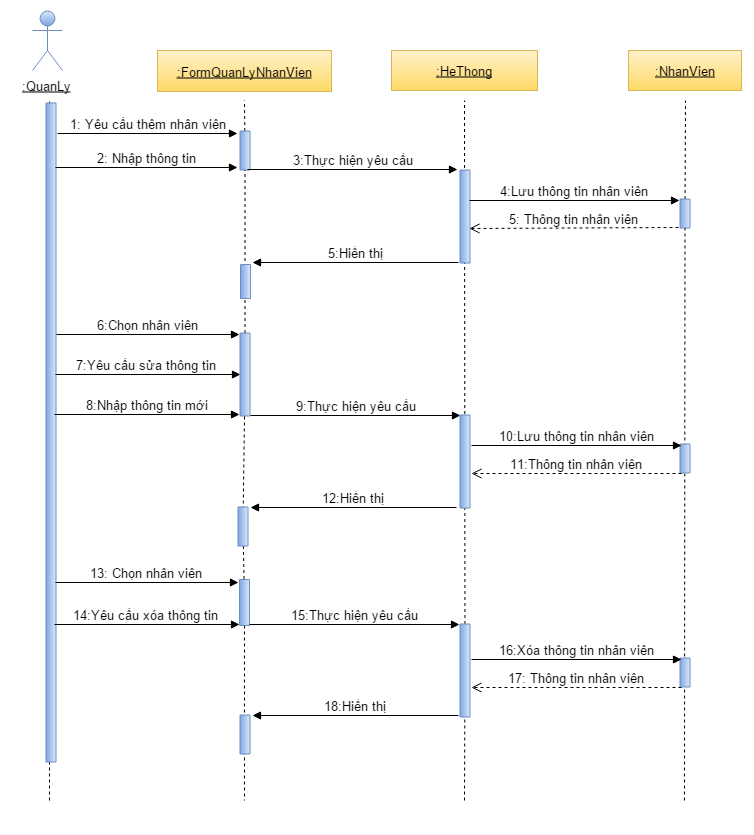 :QuanLy
:FormQuanLyNhanVien
:HeThong
:NhanVien
1: Yêu cầu thêm nhân viên
2: Nhập thông tin
3:Thực hiện yêu cầu
4:Lưu thông tin nhân viên
5: Thông tin nhân viên
5:Hiển thị
6:Chọn nhân viên
7:Yêu cầu sửa thông tin
8:Nhập thông tin mới
9:Thực hiện yêu cầu
10:Lưu thông tin nhân viên
11:Thông tin nhân viên
12:Hiển thị
13: Chọn nhân viên
14:Yêu cầu xóa thông tin
15:Thực hiện yêu cầu
16:Xóa thông tin nhân viên
17: Thông tin nhân viên
18:Hiển thị